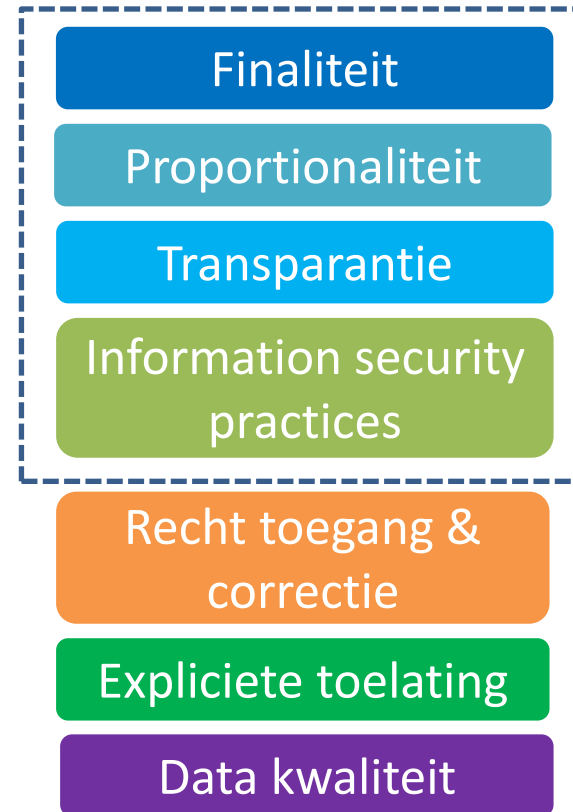 Finaliteit
Proportionaliteit
Transparantie
Information security
practices
Recht toegang &
correctie
Expliciete toelating
Data kwaliteit